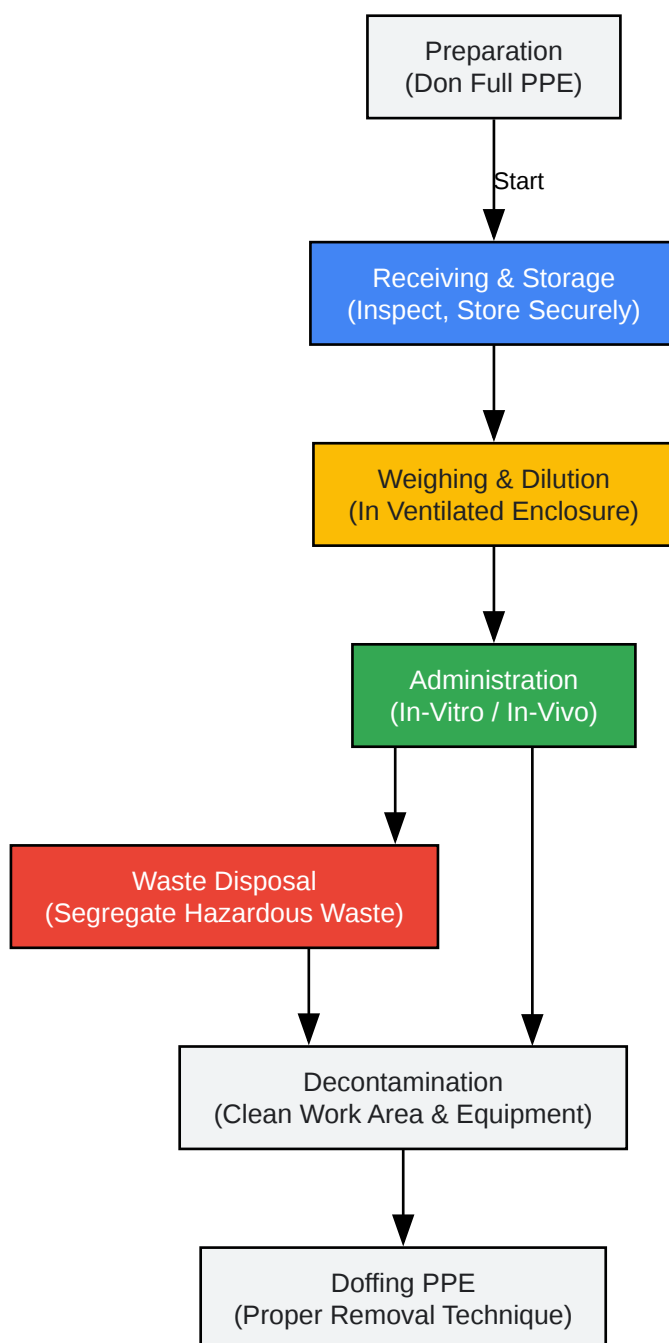 Preparation
(Don Full PPE)
Start
Receiving & Storage
(Inspect, Store Securely)
Weighing & Dilution
(In Ventilated Enclosure)
Administration
(In-Vitro / In-Vivo)
Waste Disposal
(Segregate Hazardous Waste)
Decontamination
(Clean Work Area & Equipment)
Doffing PPE
(Proper Removal Technique)